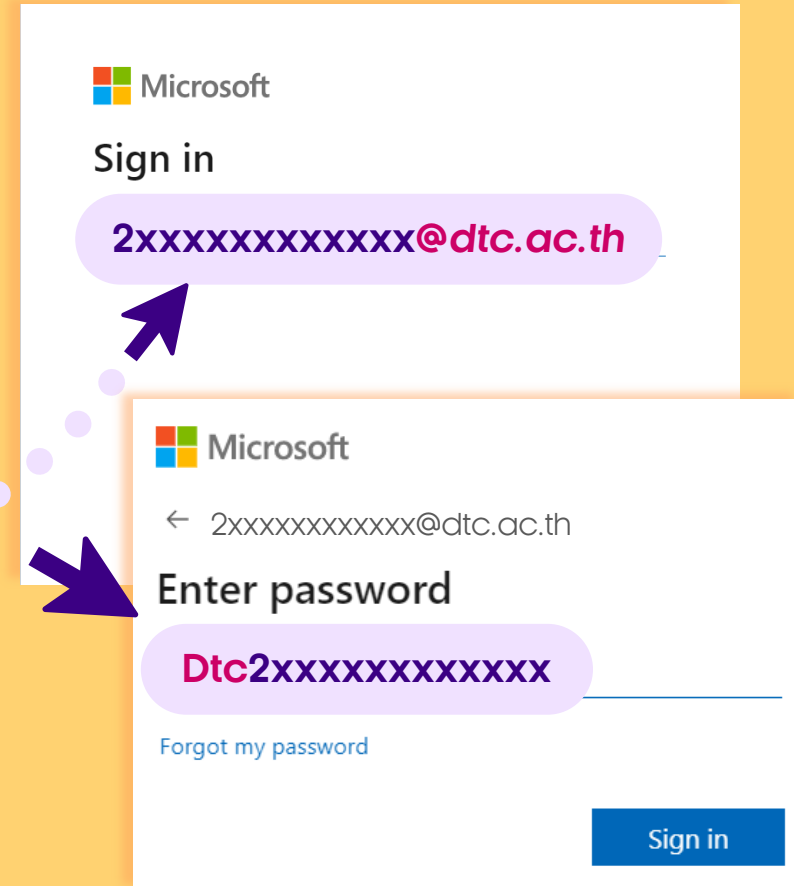 Microsoft
Sign in
2xxxxxxxxxxxx@dtc.ac.th
Microsoft
← 2xxxxxxxxxxxx@dtc.ac.th
Enter password
Dtc2xxxxxxxxxxxx
Forgot my password
Sign in